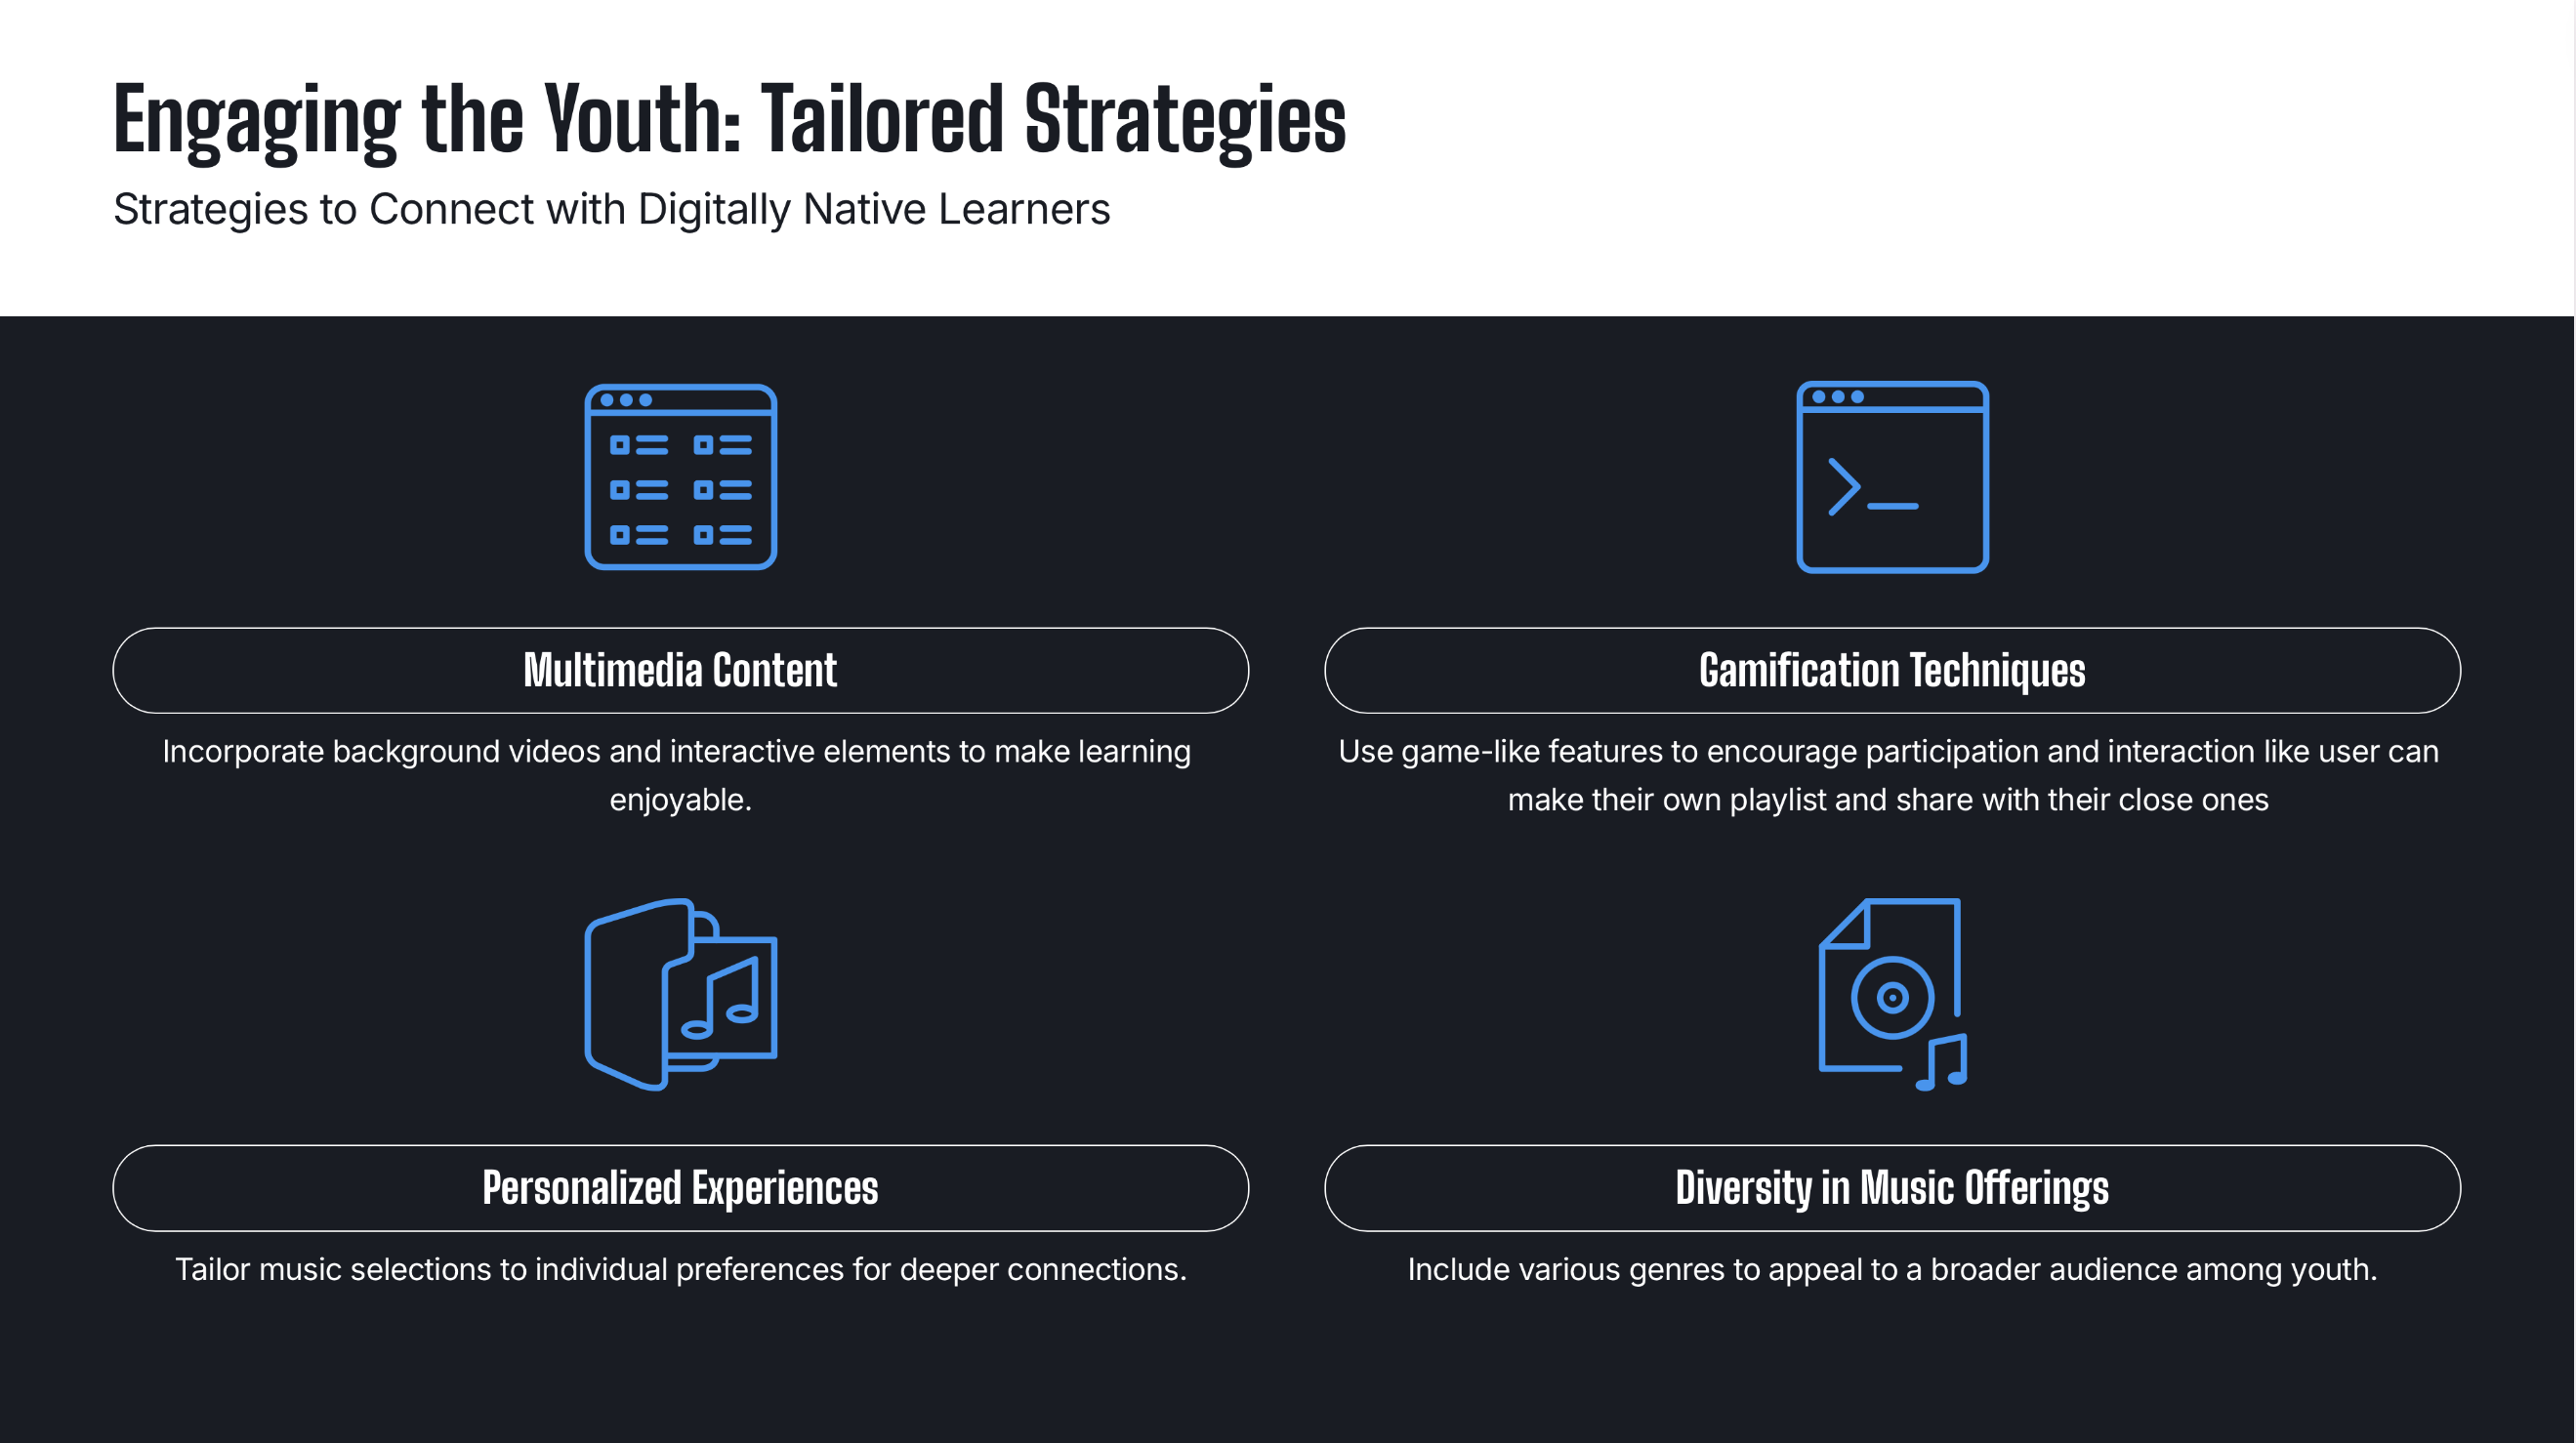 Engaging the Youth: Tailored Strategies
Strategies to Connect with Digitally Native Learners
Multimedia Content
Incorporate background videos and interactive elements to make learning
enjoyable.
Gamification Techniques
Use game-like features to encourage participation and interaction like user can
make their own playlist and share with their close ones
Personalized Experiences
Tailor music selections to individual preferences for deeper connections.
Diversity in Music Offerings
Include various genres to appeal to a broader audience among youth.